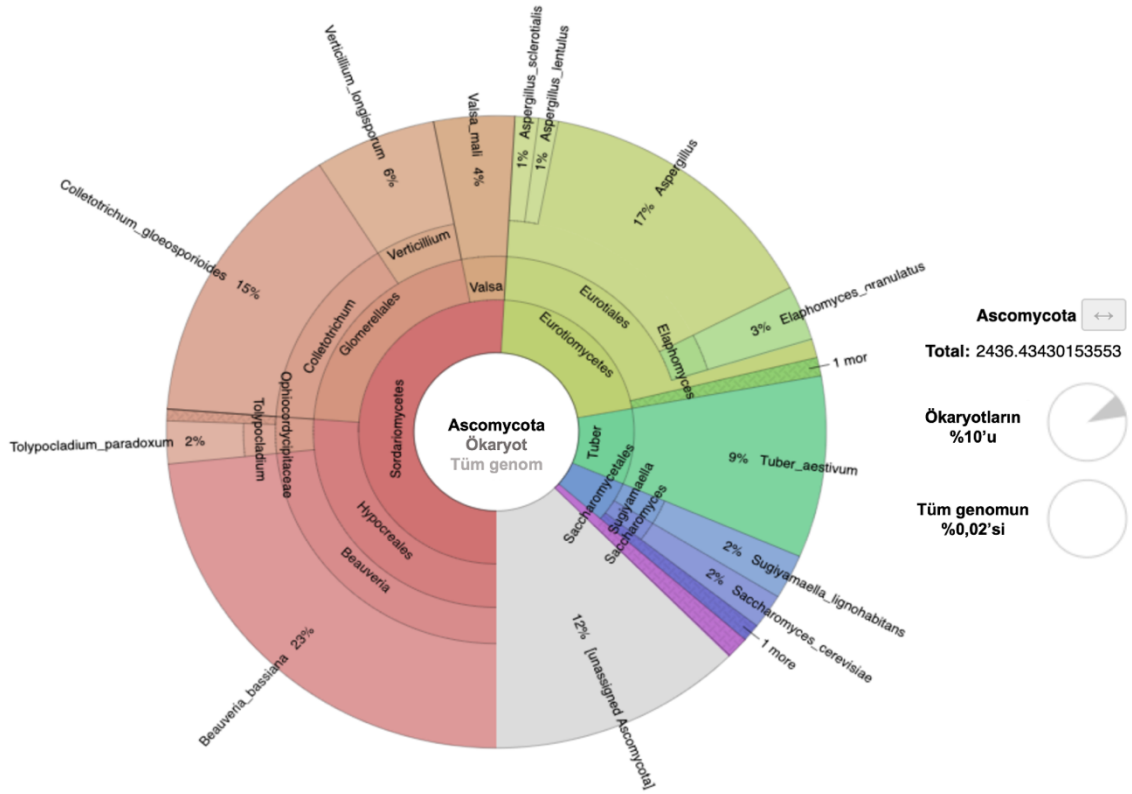 Aspergillus_sclerotialis
1%
Aspergillus_lentulus
1%
Verticillium_longisporum 6%
Valsa_mali 4%
17% Aspergillus
Colletotrichum_gloeosporioides 15%
Verticillium
Valsa
Eurotiales
Eurotiomycetes
Elaphomyces
3% Elaphomyces_granulatus
1 mor
Colletotrichum
Glomerellales
Ophiocordycipitaceae
Tolypocladium
Tolypocladium_paradoxum 2%
Sordariomycetes
Ascomycota
Ökaryot
Tüm genom
Tuber
9% Tuber_aestivum
Saccharomycetales
Sugiyamaella
Saccharomyces
2% Sugiyamaella_lignohabitans
2% Saccharomyces_cerevisiae
1 more
Hypocreales
Beauveria
Beauveria_bassiana 23%
12% [unassigned Ascomycota]
Ascomycota ↔
Total: 2436.43430153553
Ökaryotların
%10'u
Tüm genomun
%0,02'si